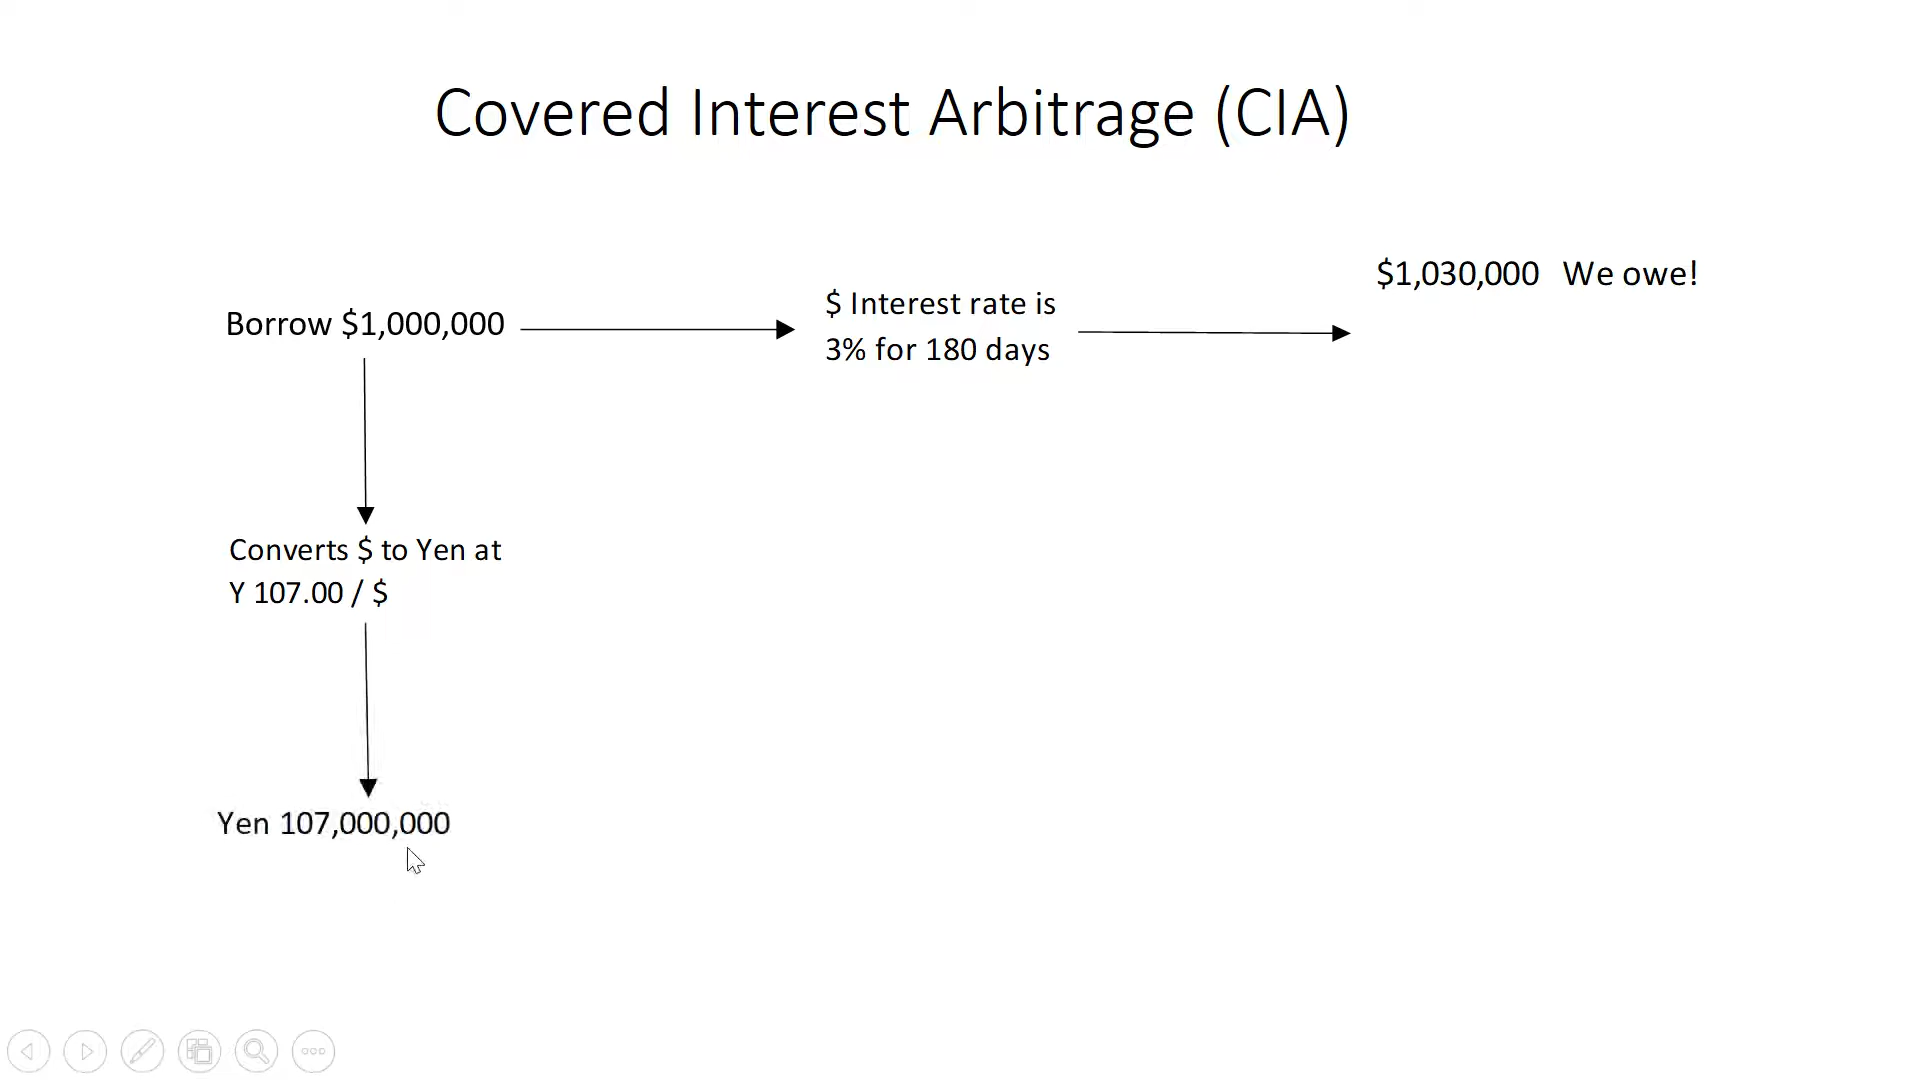 Covered Interest Arbitrage (CIA)
$1,030,000 We owe!
Borrow $1,000,000
$ Interest rate is
3% for 180 days
Converts $ to Yen at
Y 107.00 / $
Yen 107,000,000